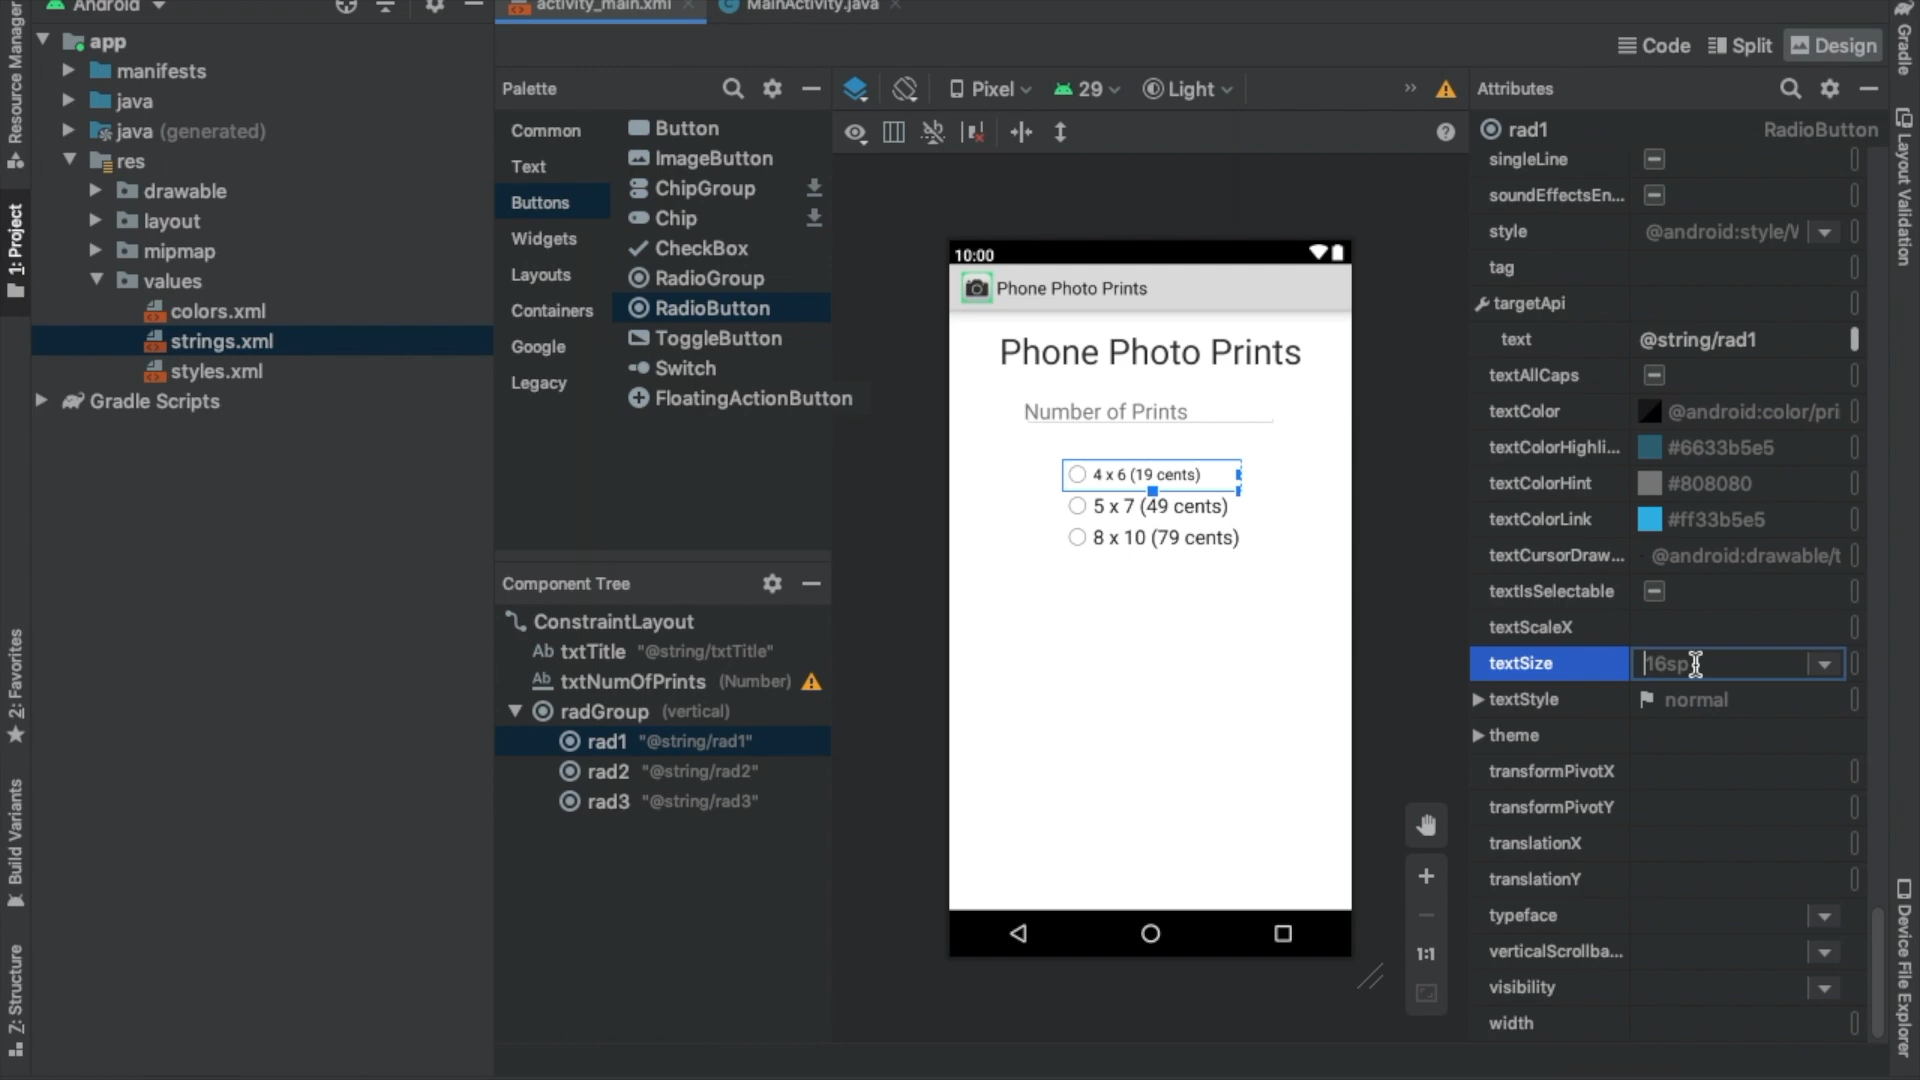 Android
activity_main.xml
MainActivity.java
Code
Split
Design
Resource Manager
1: Project
2: Favorites
Build Variants
7: Structure
app
manifests
java
java (generated)
res
drawable
layout
mipmap
values
colors.xml
strings.xml
styles.xml
Gradle Scripts
Palette
Common
Text
Buttons
Widgets
Layouts
Containers
Google
Legacy
Button
ImageButton
ChipGroup
Chip
CheckBox
RadioGroup
RadioButton
ToggleButton
Switch
FloatingActionButton
Component Tree
ConstraintLayout
Ab txtTitle "@string/txtTitle"
Ab txtNumOfPrints (Number)
radGroup (vertical)
rad1 "@string/rad1"
rad2 "@string/rad2"
rad3 "@string/rad3"
Pixel
29
Light
10:00
Phone Photo Prints
Phone Photo Prints
Number of Prints
4 x 6 (19 cents)
5 x 7 (49 cents)
8 x 10 (79 cents)
1:1
Attributes
rad1 RadioButton
singleLine
soundEffectsEn...
style @android:style/W
tag
targetApi
text @string/rad1
textAllCaps
textColor @android:color/pri
textColorHighli... #6633b5e5
textColorHint #808080
textColorLink #ff33b5e5
textCursorDraw... @android:drawable/t
textIsSelectable
textScaleX
textSize 16sp
textStyle normal
theme
transformPivotX
transformPivotY
translationX
translationY
typeface
verticalScrollba...
visibility
width
Gradle
Layout Validation
Device File Explorer